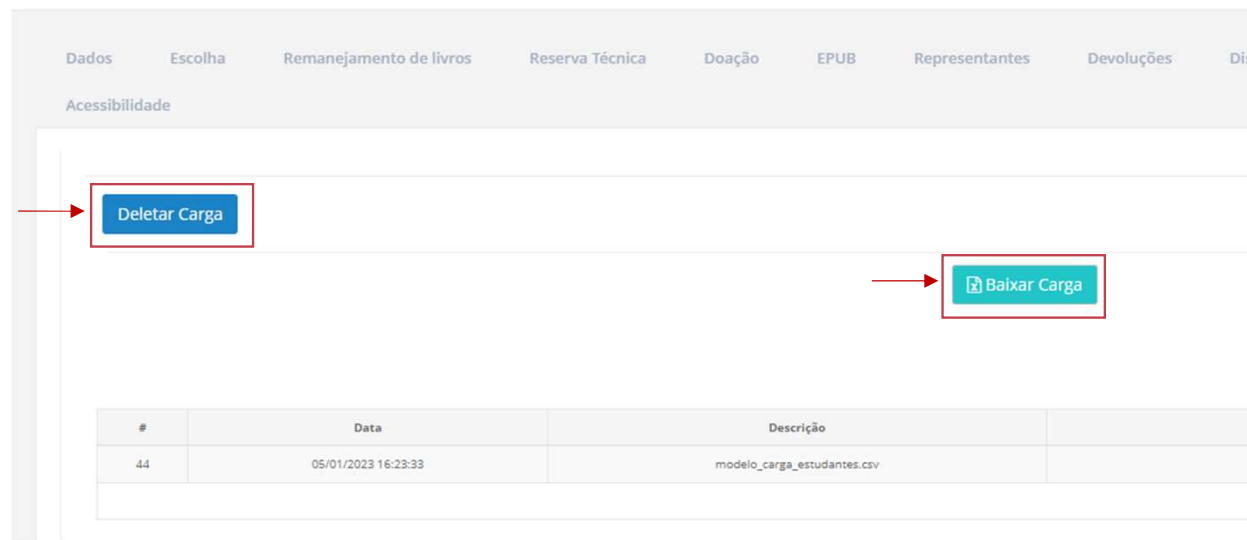 Dados Escolha Remanejamento de livros Reserva Técnica Doação EPUB Representantes Devoluções
Acessibilidade
Deletar Carga
Baixar Carga
# Data Descrição
44 05/01/2023 16:23:33 modelo_carga_estudantes.csv